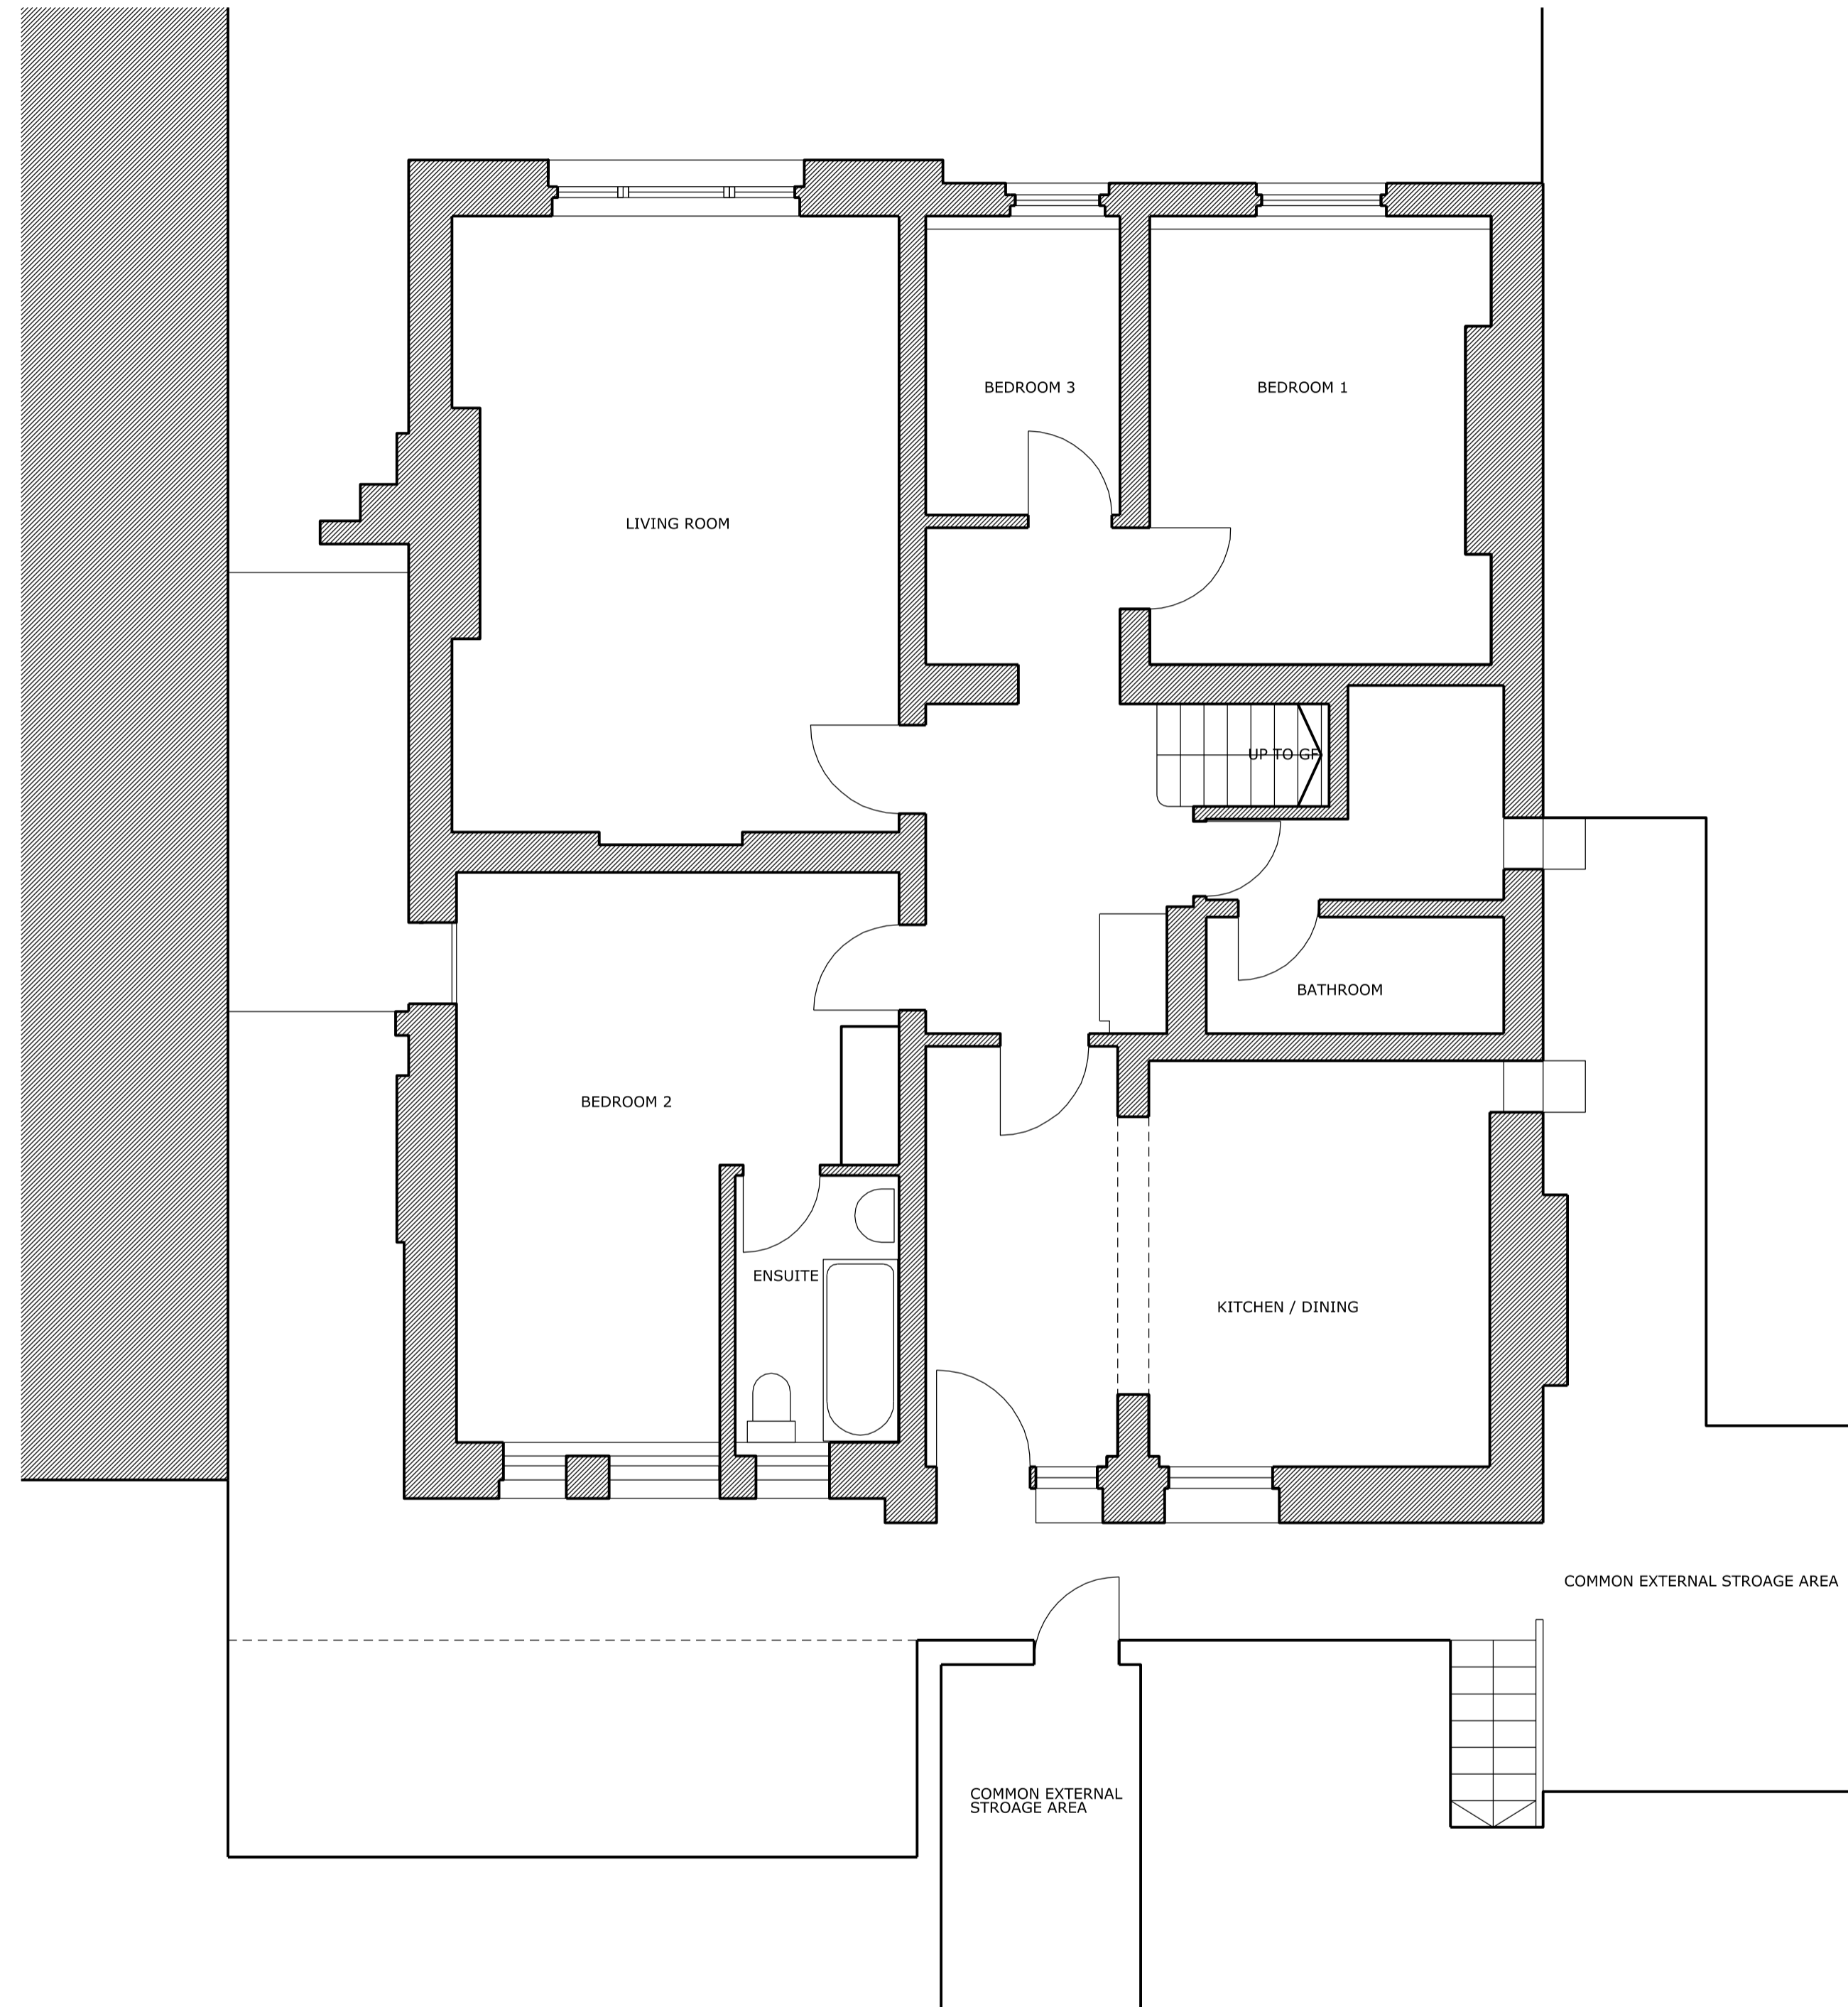 BEDROOM 3
BEDROOM 1
LIVING ROOM
UP TO GF
BATHROOM
BEDROOM 2
ENSUITE
KITCHEN / DINING
COMMON EXTERNAL STROAGE AREA
COMMON EXTERNAL
STROAGE AREA